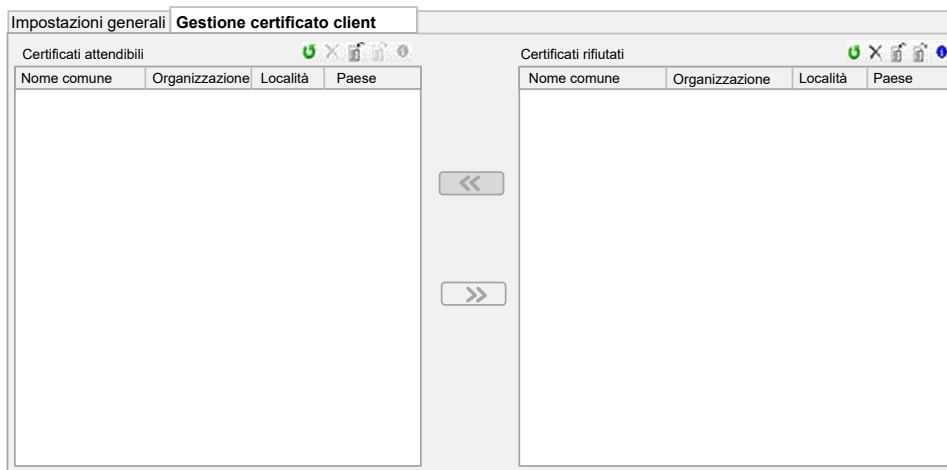 Impostazioni generali Gestione certificato client
Certificati attendibili
Nome comune Organizzazione Località Paese
Certificati rifiutati
Nome comune Organizzazione Località Paese